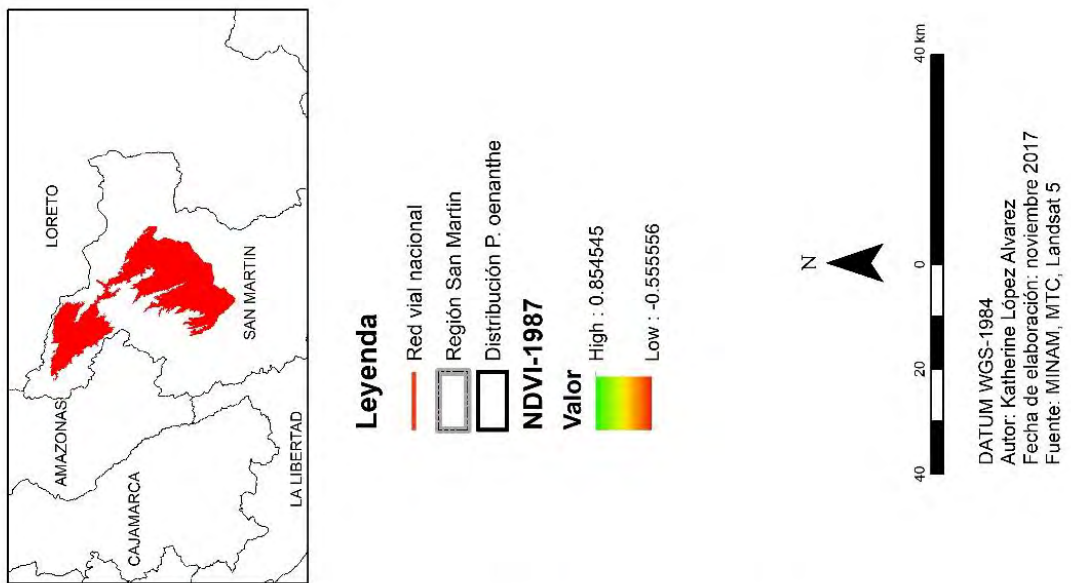 LORETO
AMAZONAS
SAN MARTIN
CAJAMARCA
LA LIBERTAD
Leyenda
Red vial nacional
Región San Martin
Distribución P. oenanthe
NDVI-1987
Valor
High : 0.854545
Low : -0.555556
N
40 20 0 40 km
DATUM WGS-1984
Autor: Katherine López Alvarez
Fecha de elaboración: noviembre 2017
Fuente: MINAM, MTC, Landsat 5